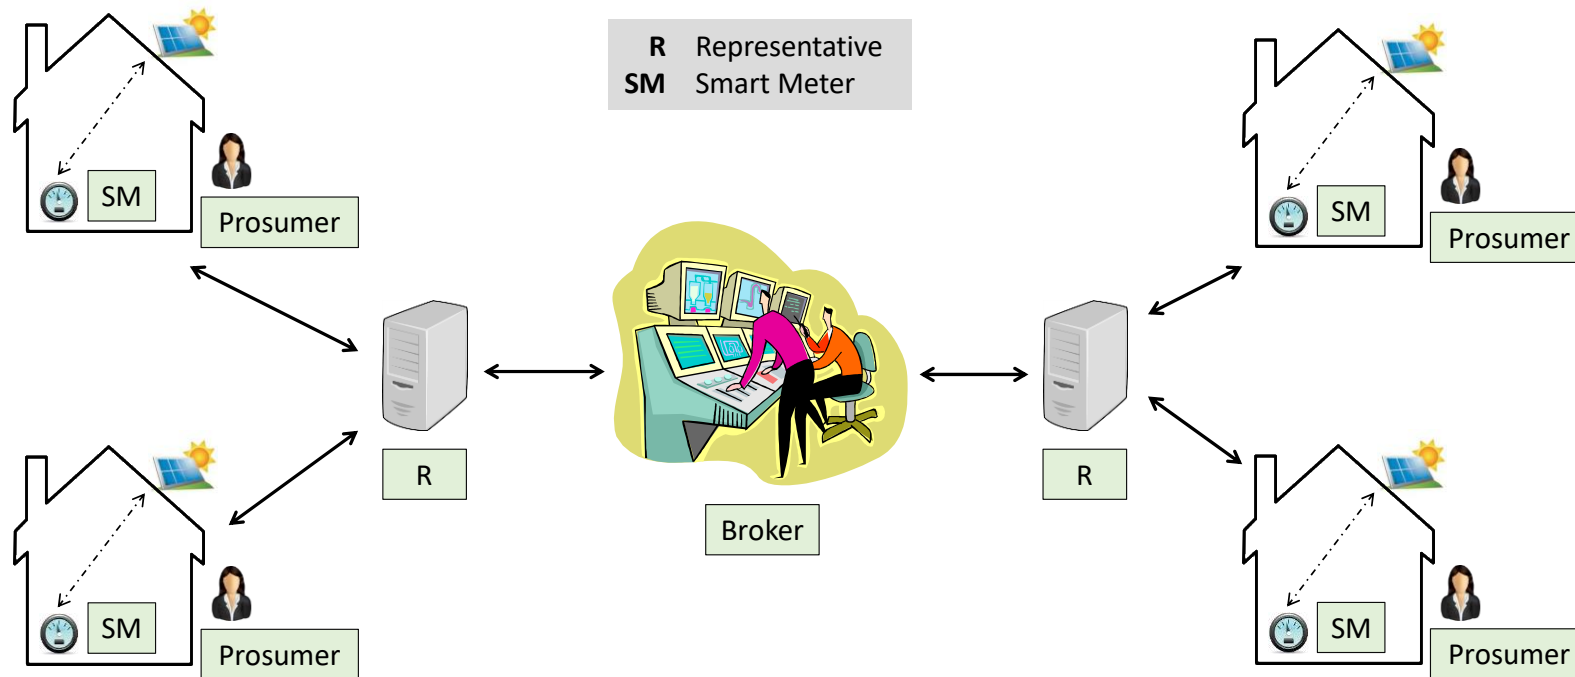 R Representative
SM Smart Meter
SM
Prosumer
SM
Prosumer
R
R
Broker
SM
Prosumer
SM
Prosumer